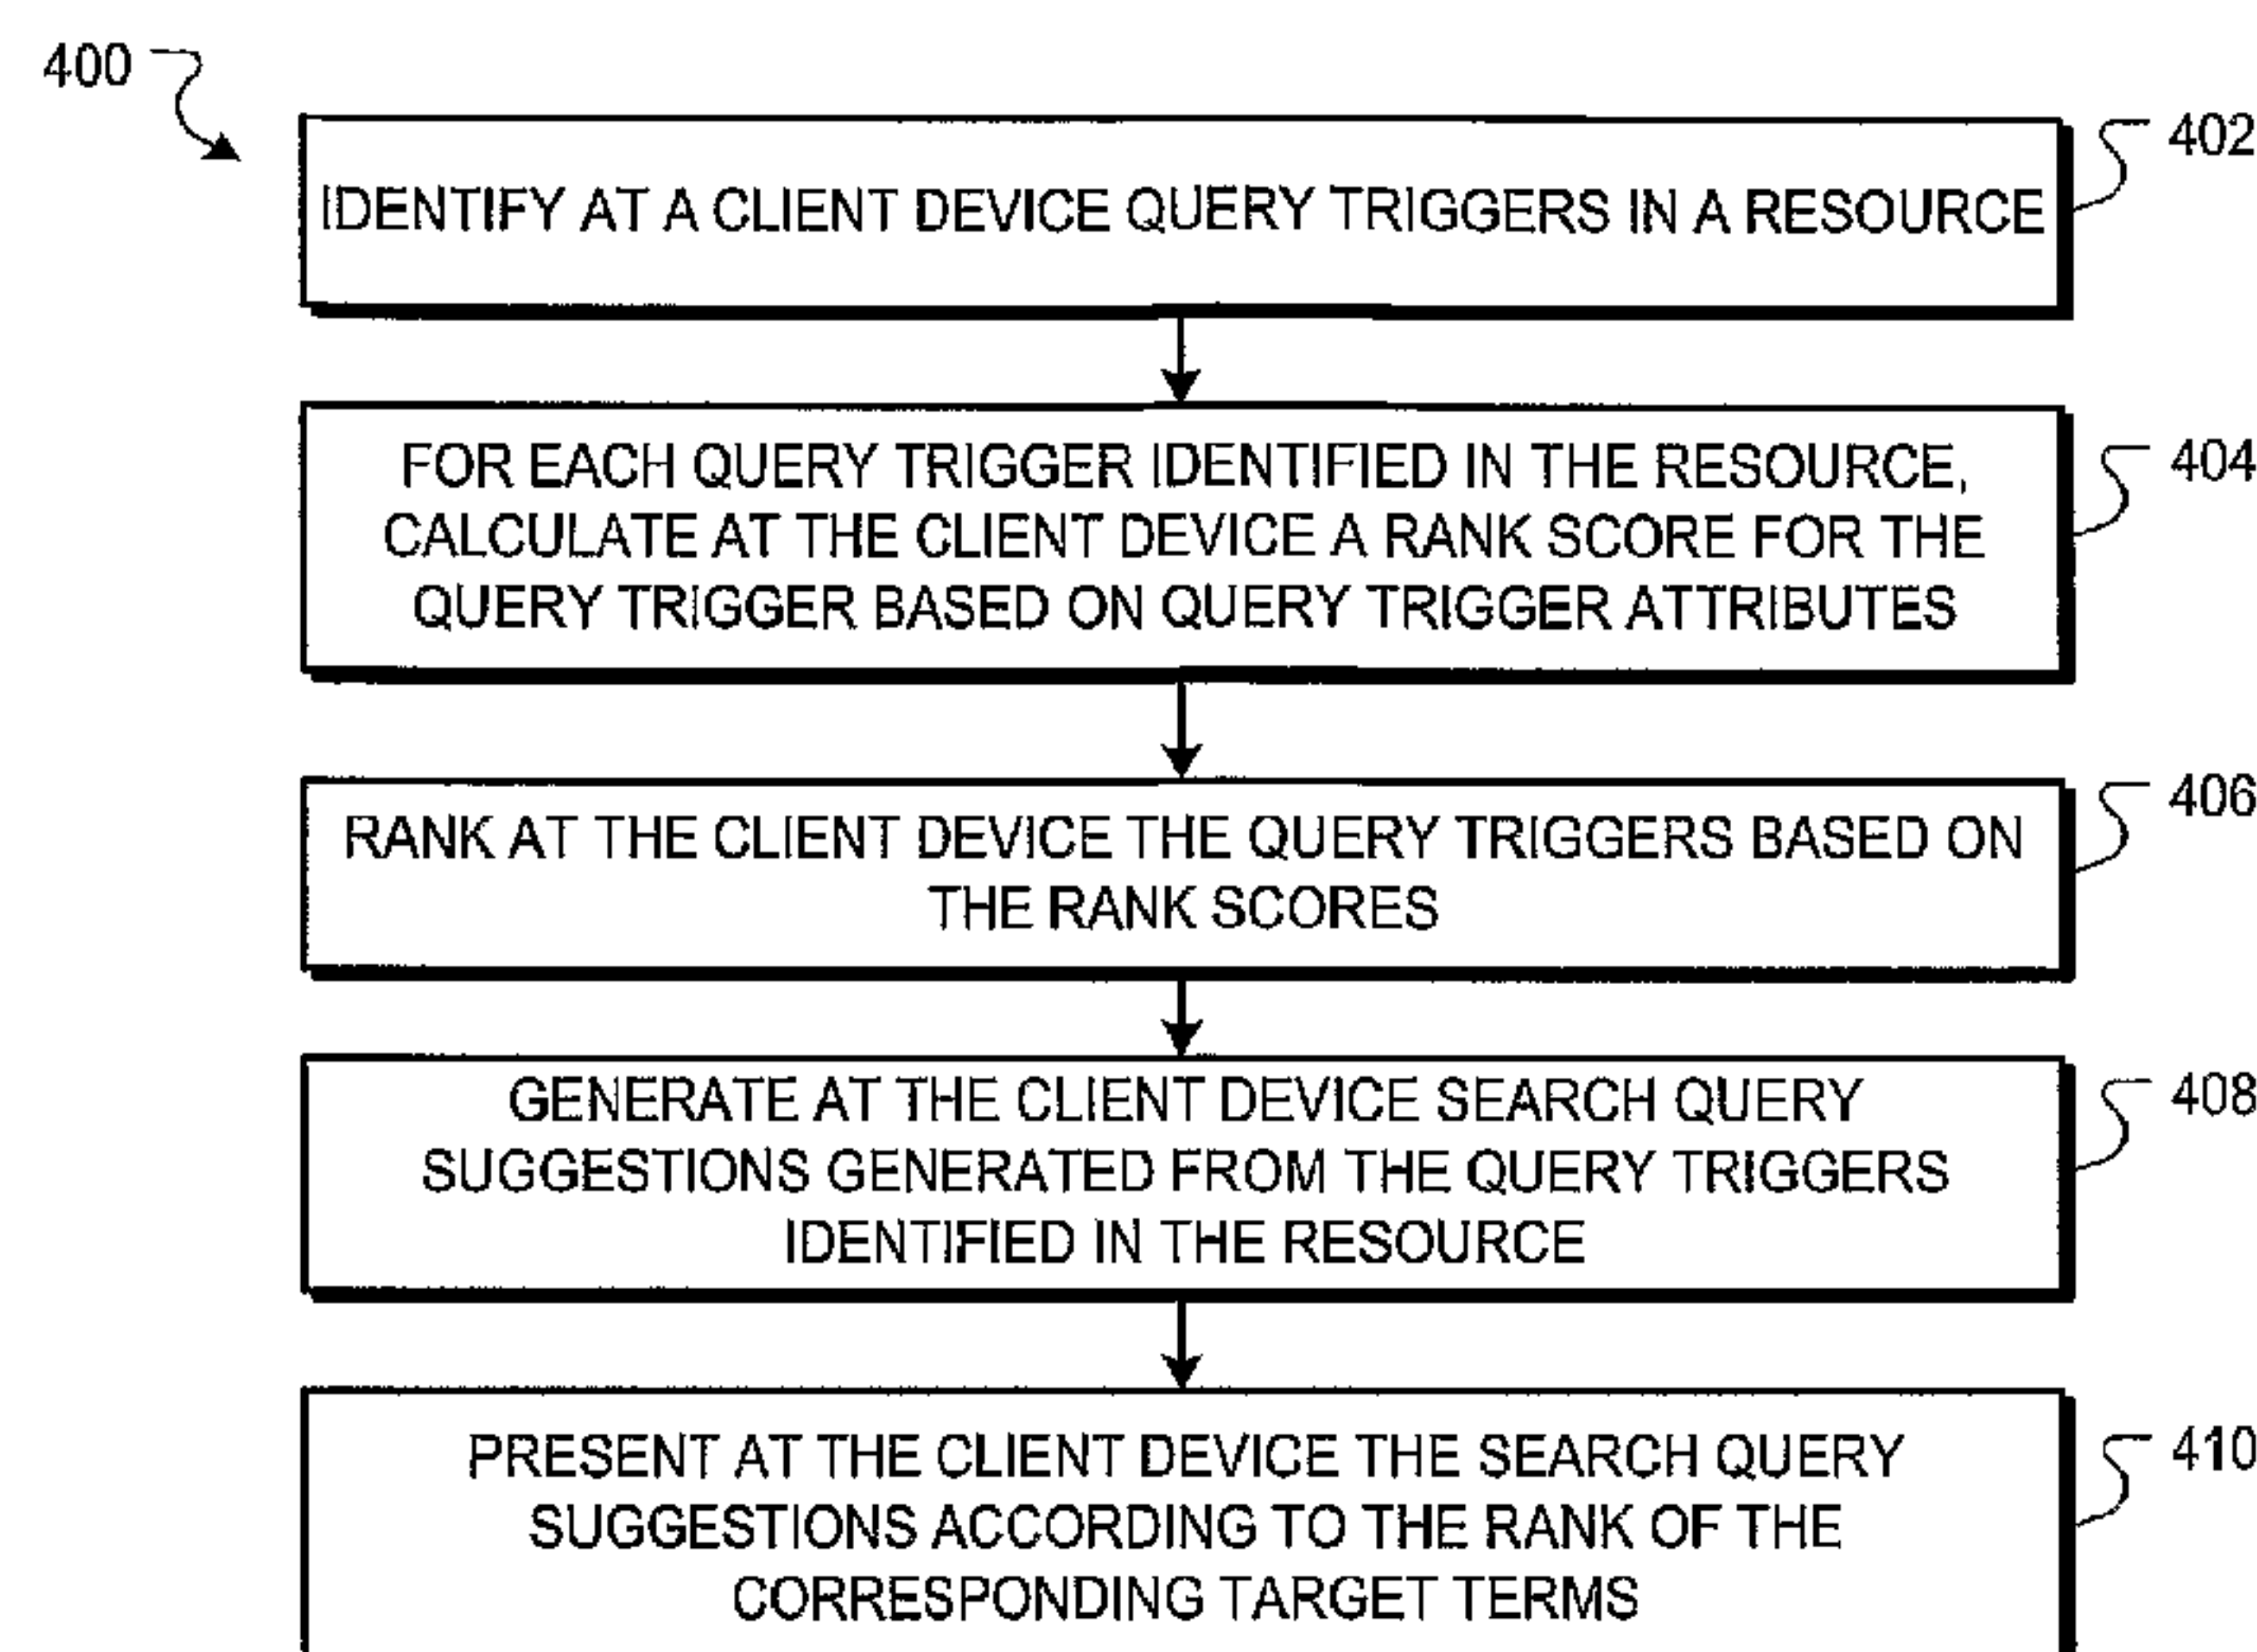 400
402
IDENTIFY AT A CLIENT DEVICE QUERY TRIGGERS IN A RESOURCE
404
FOR EACH QUERY TRIGGER IDENTIFIED IN THE RESOURCE,
CALCULATE AT THE CLIENT DEVICE A RANK SCORE FOR THE
QUERY TRIGGER BASED ON QUERY TRIGGER ATTRIBUTES
406
RANK AT THE CLIENT DEVICE THE QUERY TRIGGERS BASED ON
THE RANK SCORES
408
GENERATE AT THE CLIENT DEVICE SEARCH QUERY
SUGGESTIONS GENERATED FROM THE QUERY TRIGGERS
IDENTIFIED IN THE RESOURCE
410
PRESENT AT THE CLIENT DEVICE THE SEARCH QUERY
SUGGESTIONS ACCORDING TO THE RANK OF THE
CORRESPONDING TARGET TERMS